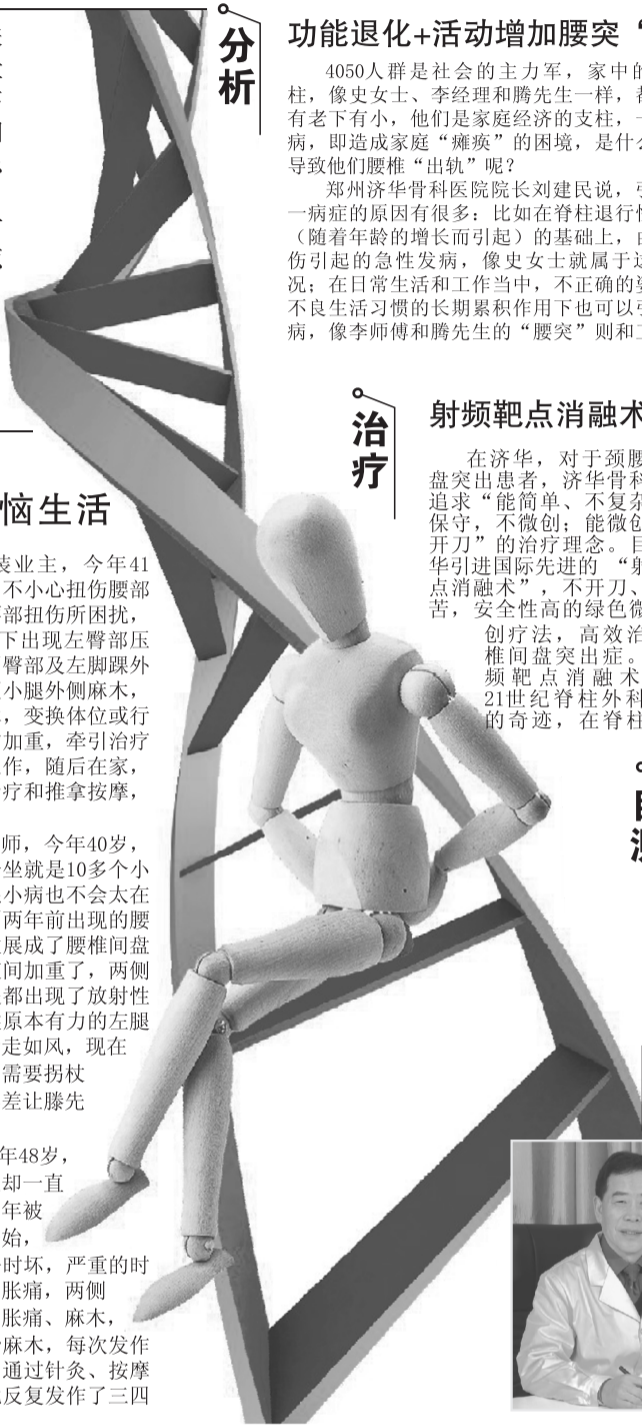 分析
功能退化+活动增加腰突
4050人群是社会的主力军，家中的
柱，像史女士、李经理和腾先生一样，都
有老下有小，他们是家庭经济的支柱，一
病，即造成家庭“瘫痪”的困境，是什么
导致他们腰椎“出轨”呢？
郑州济华骨科医院院长刘建民说，引
一病症的原因有很多：比如在脊柱退行性
（随着年龄的增长而引起）的基础上，由
伤引起的急性发病，像史女士就属于这
况；在日常生活和工作当中，不正确的姿
不良生活习惯的长期累积作用下也可以引
病，像李师傅和腾先生的“腰突”则和工
治疗
射频靶点消融术
在济华，对于颈腰
盘突出患者，济华骨科
追求“能简单、不复杂
保守，不微创；能微创
开刀”的治疗理念。目
华引进国际先进的 “射
点消融术”，不开刀、
苦，安全性高的绿色微
创疗法，高效治
椎间盘突出症。
频靶点消融术
21世纪脊柱外科
的奇迹，在脊柱
恼生活
装业主，今年41
不小心扭伤腰部
部扭伤所困扰，
下出现左臀部压
臀部及左脚踝外
小腿外侧麻木，
，变换体位或行
加重，牵引治疗
作，随后在家，
疗和推拿按摩，
师，今年40岁，
坐就是10多个小
小病也不会太在
两年前出现的腰
展成了腰椎间盘
间加重了，两侧
都出现了放射性
原本有力的左腿
走如风，现在
需要拐杖
差让滕先
年48岁，
却一直
年被
始，
时坏，严重的时
胀痛，两侧
胀痛、麻木，
麻木，每次发作
通过针灸、按摩
反复发作了三四